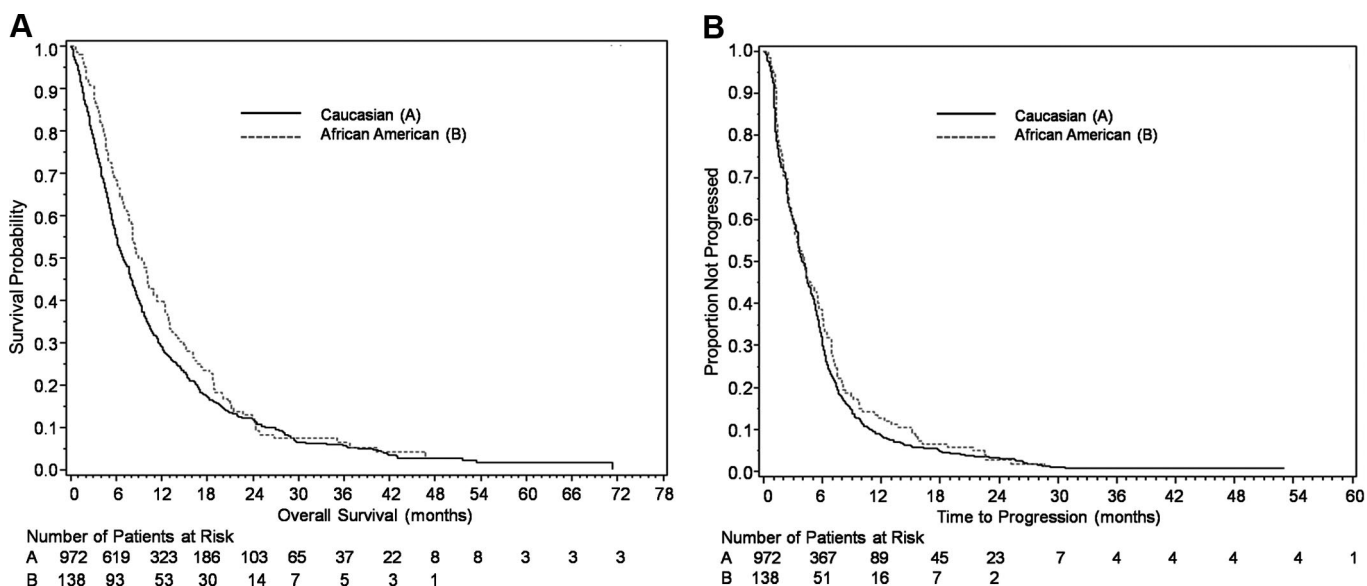 A
Survival Probability
1.0
0.9
0.8
0.7
0.6
0.5
0.4
0.3
0.2
0.1
0.0
Caucasian (A)
African American (B)
0 6 12 18 24 30 36 42 48 54 60 66 72 78
Overall Survival (months)
Number of Patients at Risk
A 972 619 323 186 103 65 37 22 8 8 3 3 3
B 138 93 53 30 14 7 5 3 1
B
Proportion Not Progressed
1.0
0.9
0.8
0.7
0.6
0.5
0.4
0.3
0.2
0.1
0.0
Caucasian (A)
African American (B)
0 6 12 18 24 30 36 42 48 54 60
Time to Progression (months)
Number of Patients at Risk
A 972 367 89 45 23 7 4 4 4 4 1
B 138 51 16 7 2